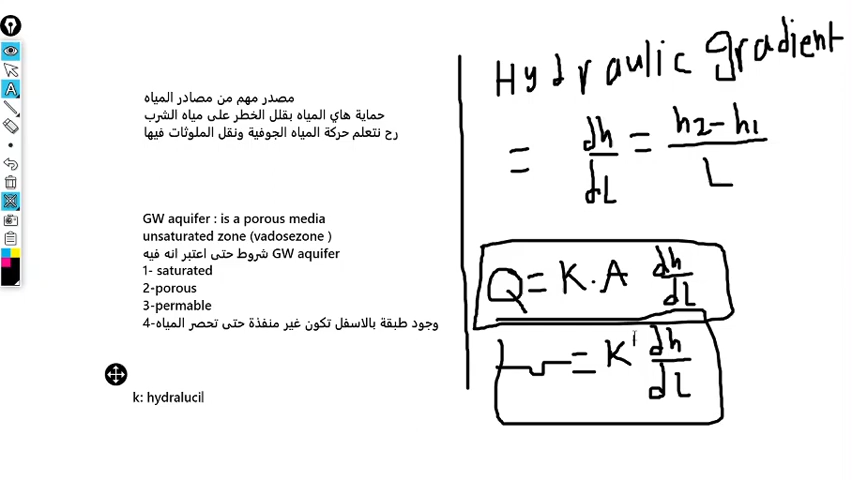 مصدر مهم من مصادر المياه
حماية هاي المياه بقلل الخطر على مياه الشرب
رح نتعلم حركة المياه الجوفية ونقل الملوثات فيها
GW aquifer : is a porous media
unsaturated zone (vadosezone )
شروط حتى اعتبر انه فيه GW aquifer
1- saturated
2-porous
3-permable
4- وجود طبقة بالاسفل تكون غير منفذة حتى تحصر المياه
k: hydralucil
Hydraulic gradient
= dh/dL = h2-h1/L
Q = K . A dh/dL
= K dh/dL